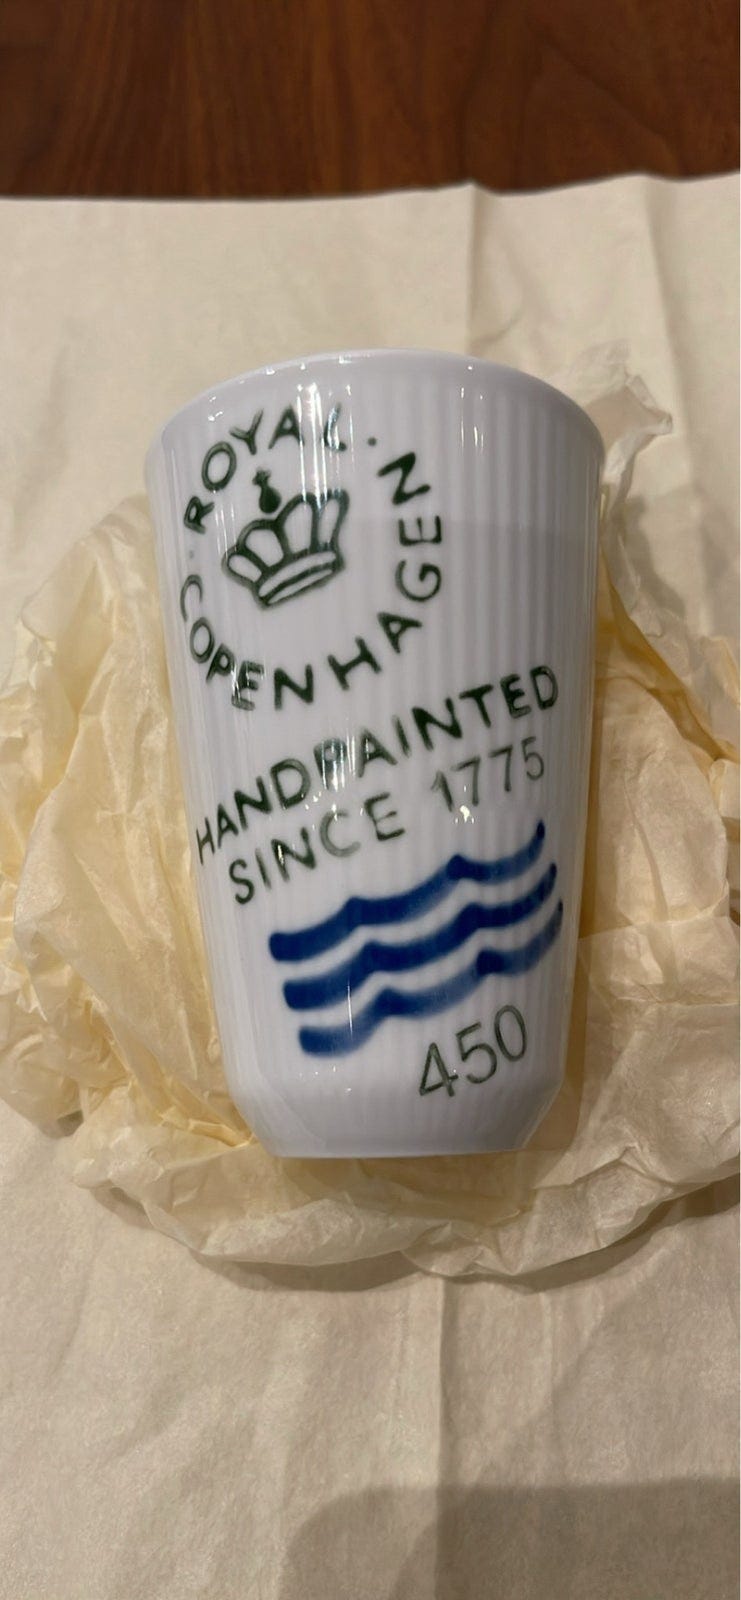 ROYAL
COPENHAGEN
HANDPAINTED
SINCE 1775
450